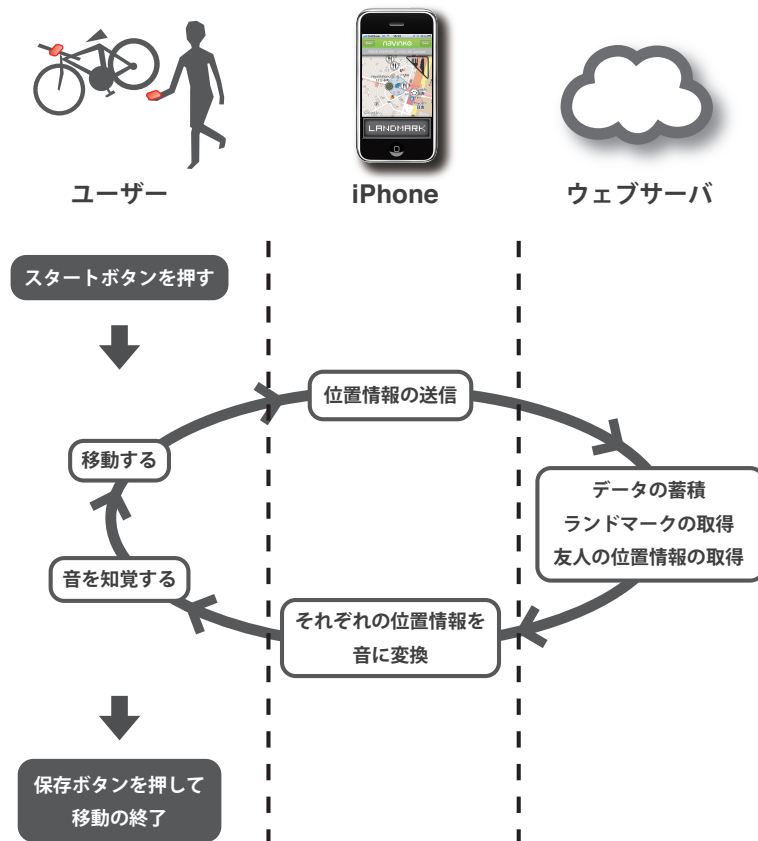 navinko
LANDMARK
ユーザー
iPhone
ウェブサーバ
スタートボタンを押す
位置情報の送信
移動する
データの蓄積
ランドマークの取得
友人の位置情報の取得
音を知覚する
それぞれの位置情報を
音に変換
保存ボタンを押して
移動の終了